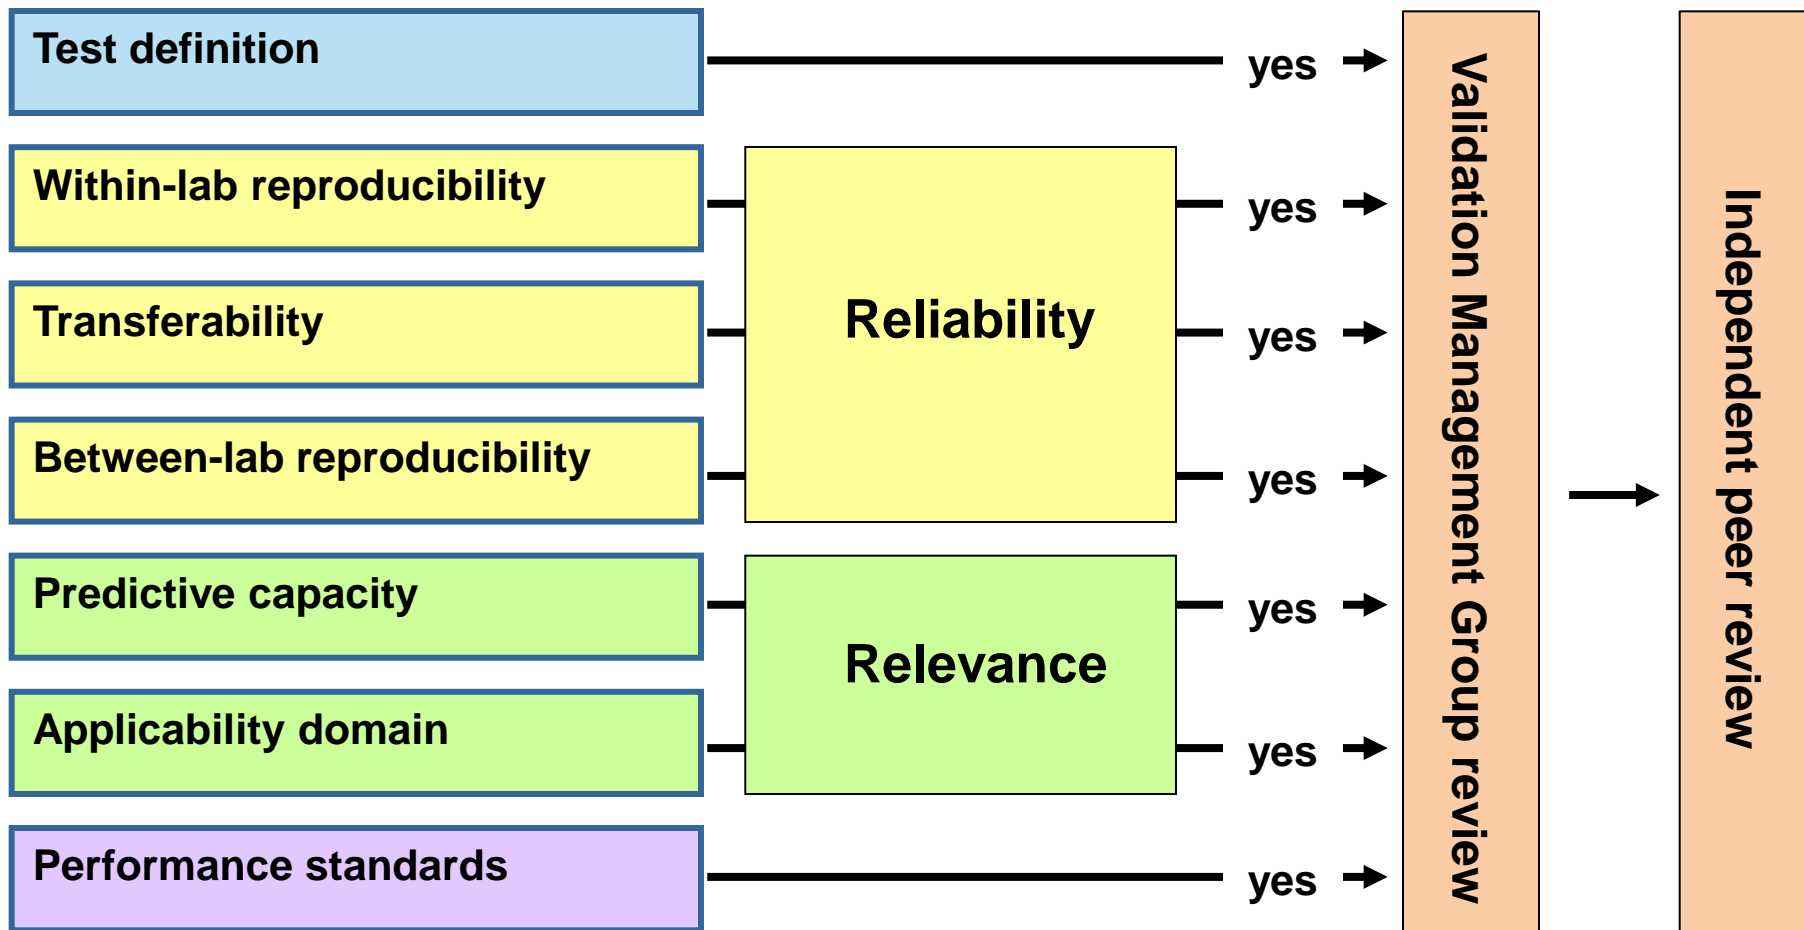 Test definition
yes
Within-lab reproducibility
yes
Transferability
Reliability
yes
Between-lab reproducibility
yes
Predictive capacity
yes
Relevance
Applicability domain
yes
Performance standards
yes
Validation Management Group review
Independent peer review